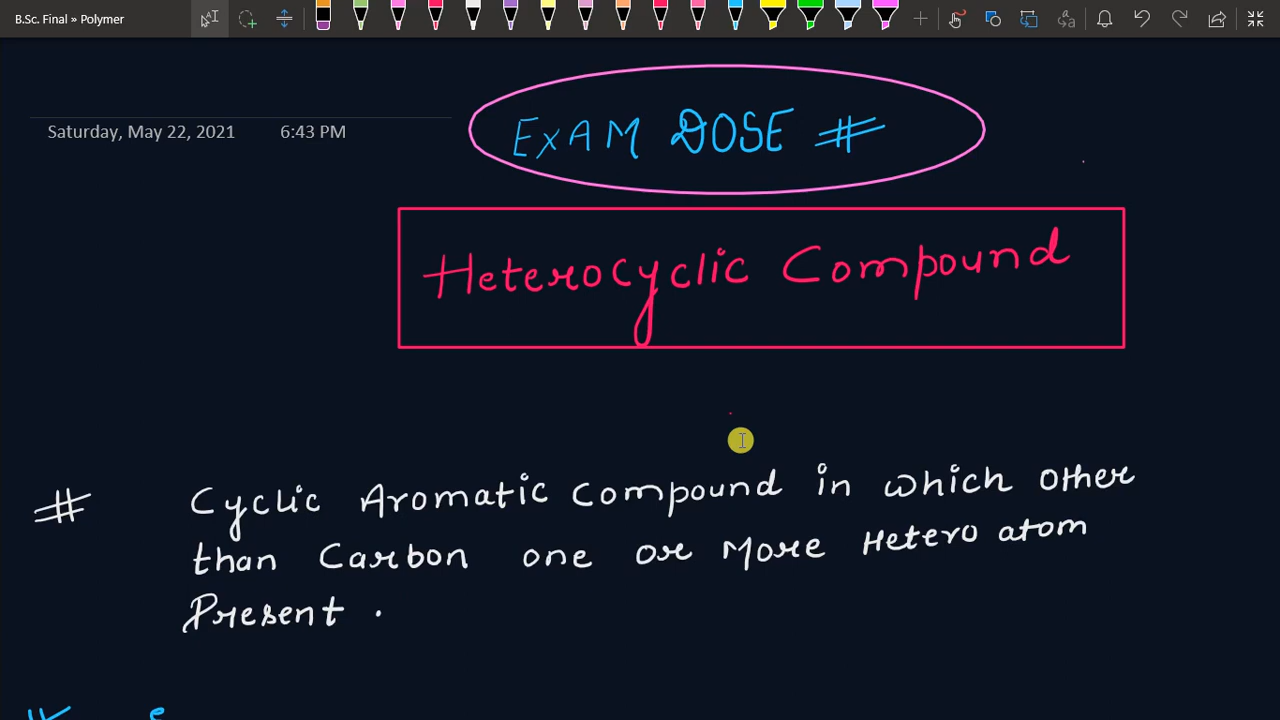 B.Sc. Final » Polymer
Saturday, May 22, 2021 6:43 PM
EXAM DOSE #
Heterocyclic Compound
# Cyclic Aromatic Compound in which other
than Carbon one or More Hetero atom
Present .
#